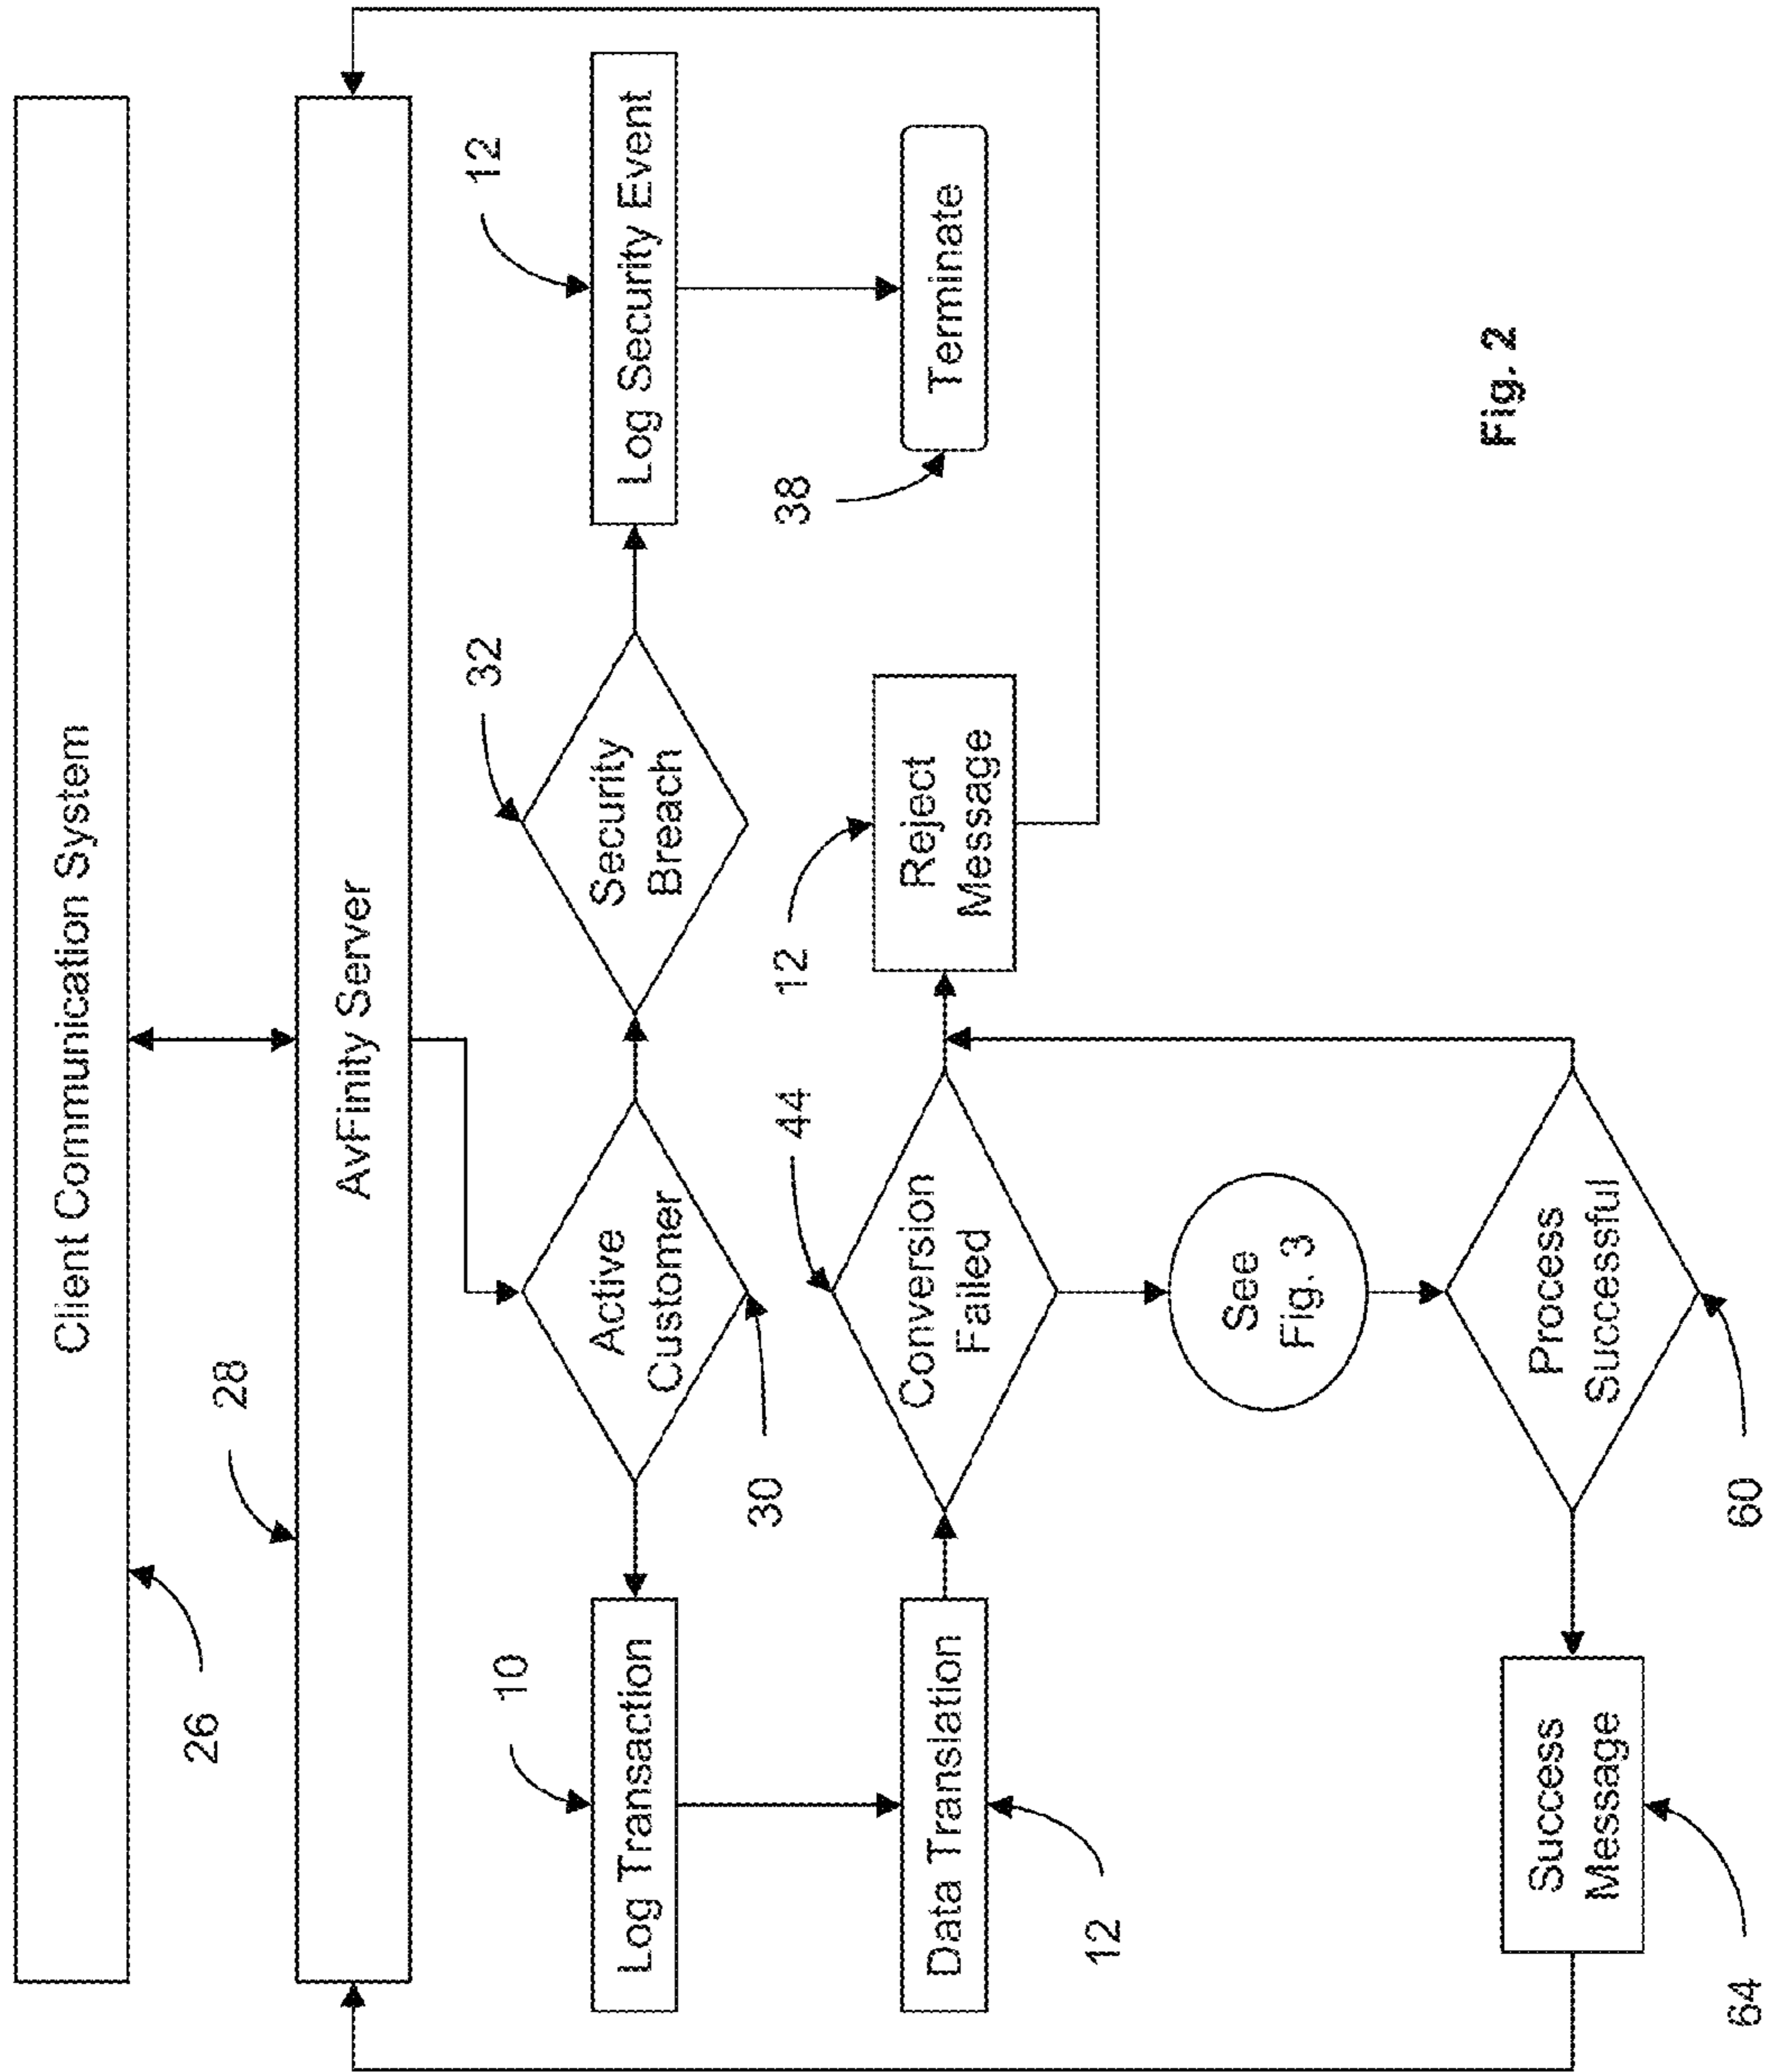 Client Communication System
26
28
AvFinity Server
10
Log Transaction
Active
Customer
30
32
Security
Breach
12
Log Security Event
Data Translation
12
44
Conversion
Failed
12
Reject
Message
38
Terminate
See
Fig. 3
Success
Message
64
Process
Successful
60
Fig. 2